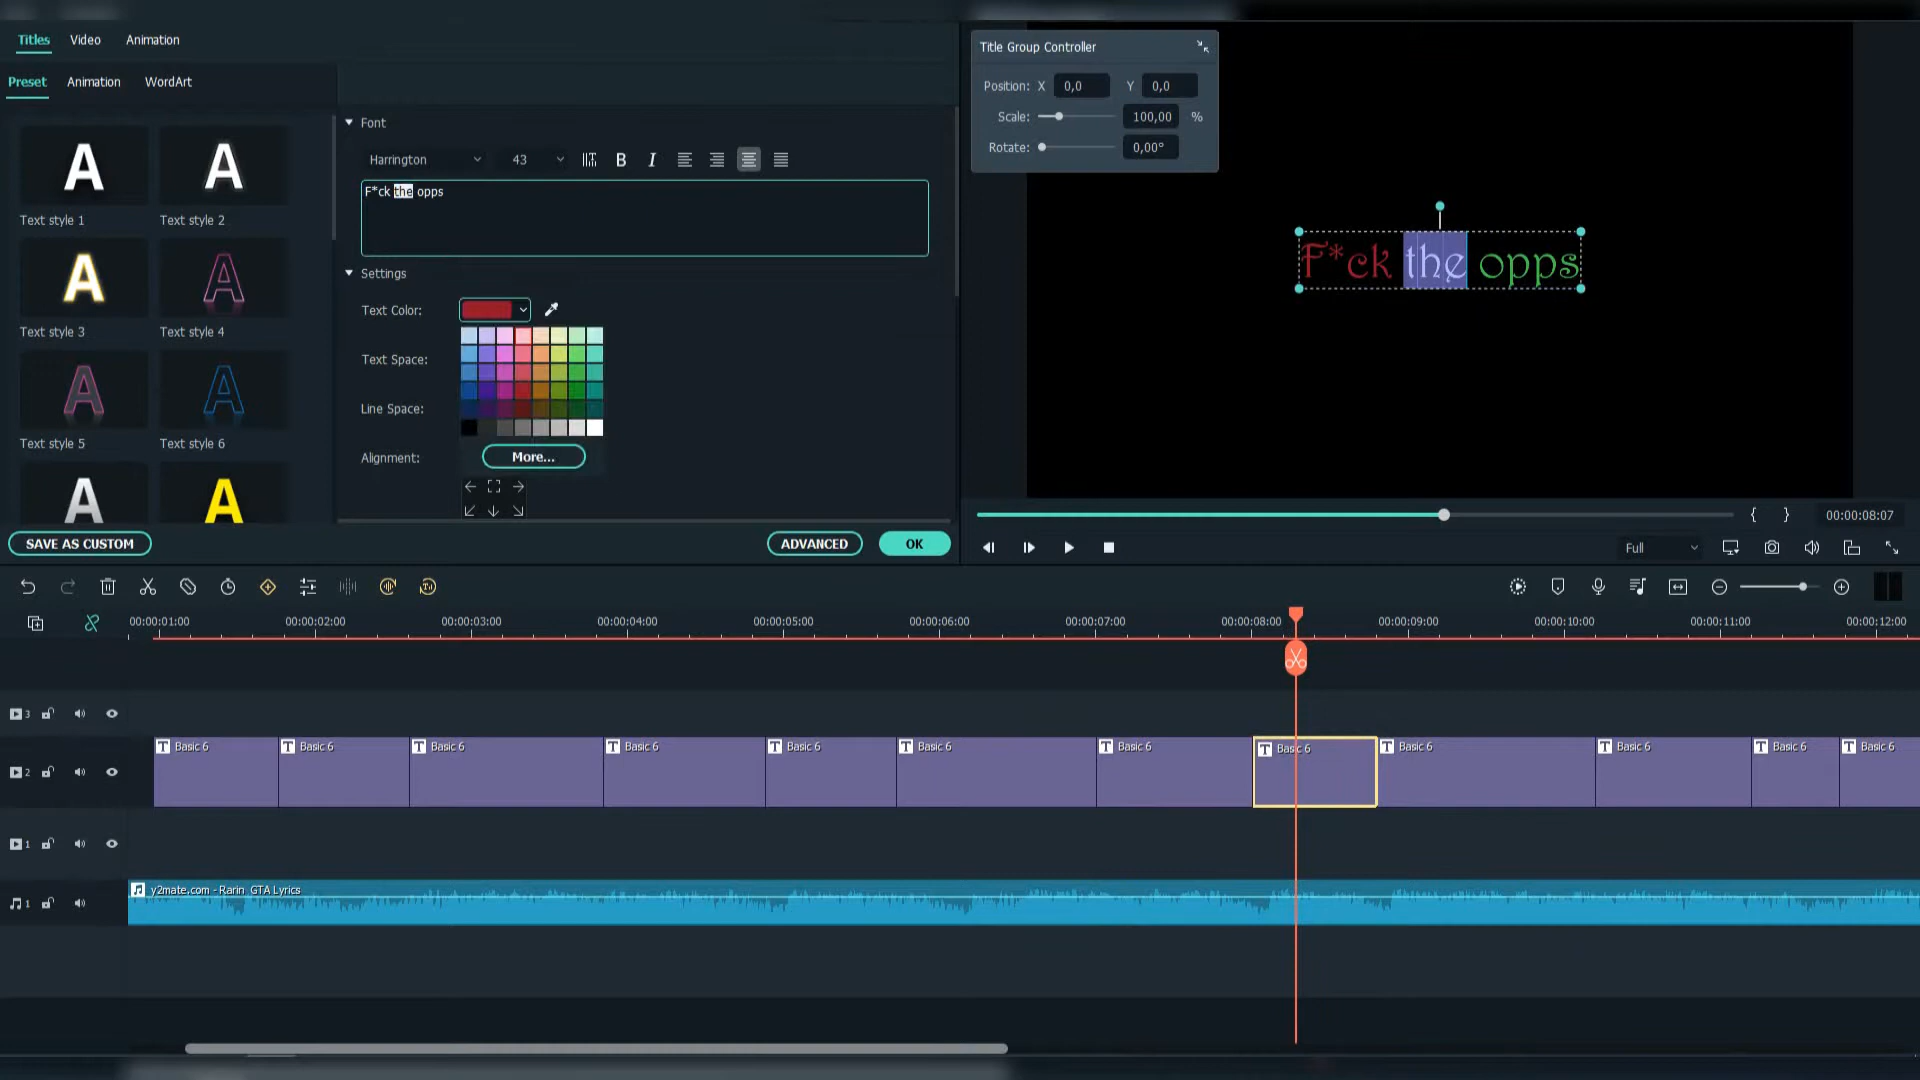 Titles Video Animation
Preset Animation WordArt
A A
Text style 1 Text style 2
A A
Text style 3 Text style 4
A A
Text style 5 Text style 6
A A
SAVE AS CUSTOM
Font
Harrington 43 B I
F*ck the opps
Settings
Text Color:
Text Space:
Line Space:
Alignment:
More...
ADVANCED OK
Title Group Controller
Position: X 0,0 Y 0,0
Scale: 100,00 %
Rotate: 0,00°
F*ck the opps
{ } 00:00:08:07
Full
00:00:01:00 00:00:02:00 00:00:03:00 00:00:04:00 00:00:05:00 00:00:06:00 00:00:07:00 00:00:08:00 00:00:09:00 00:00:10:00 00:00:11:00 00:00:12:00
3
2 T Basic 6 T Basic 6 T Basic 6 T Basic 6 T Basic 6 T Basic 6 T Basic 6 T Basic 6 T Basic 6 T Basic 6 T Basic 6 T Basic 6
1
1 y2mate.com - Rarin GTA Lyrics